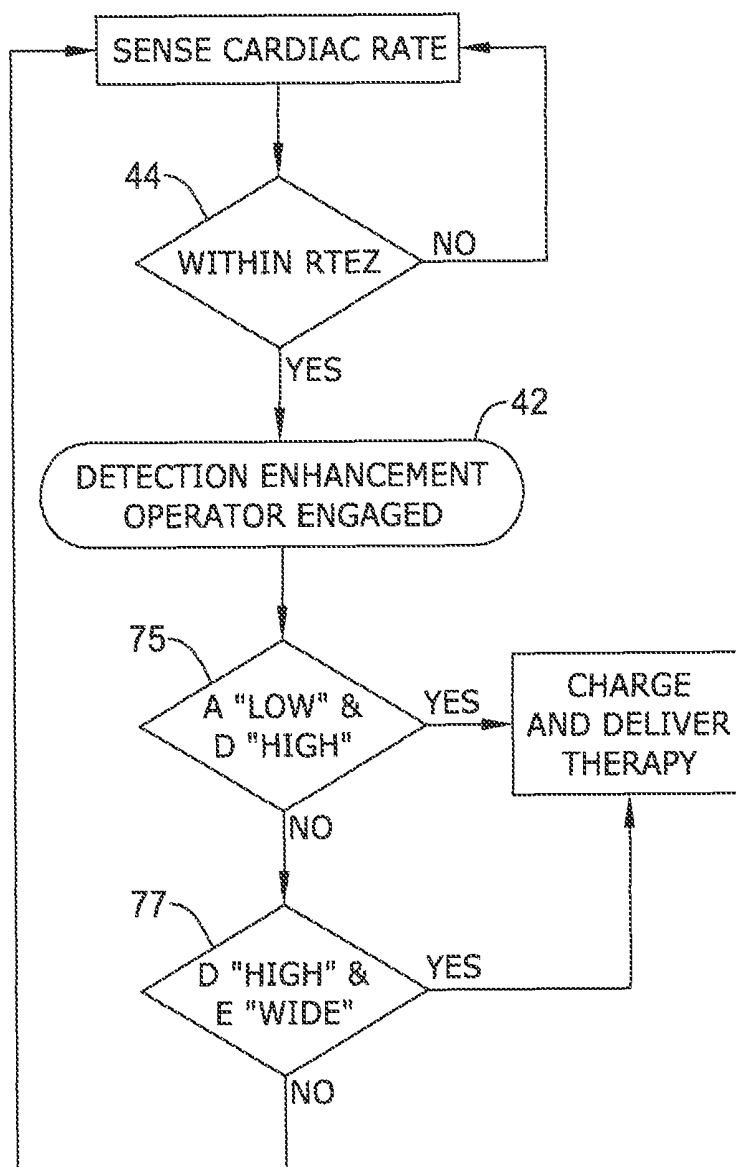 SENSE CARDIAC RATE
44
WITHIN RTEZ
NO
YES
42
DETECTION ENHANCEMENT
OPERATOR ENGAGED
75
A "LOW" &
D "HIGH"
YES
CHARGE
AND DELIVER
THERAPY
NO
77
D "HIGH" &
E "WIDE"
YES
NO